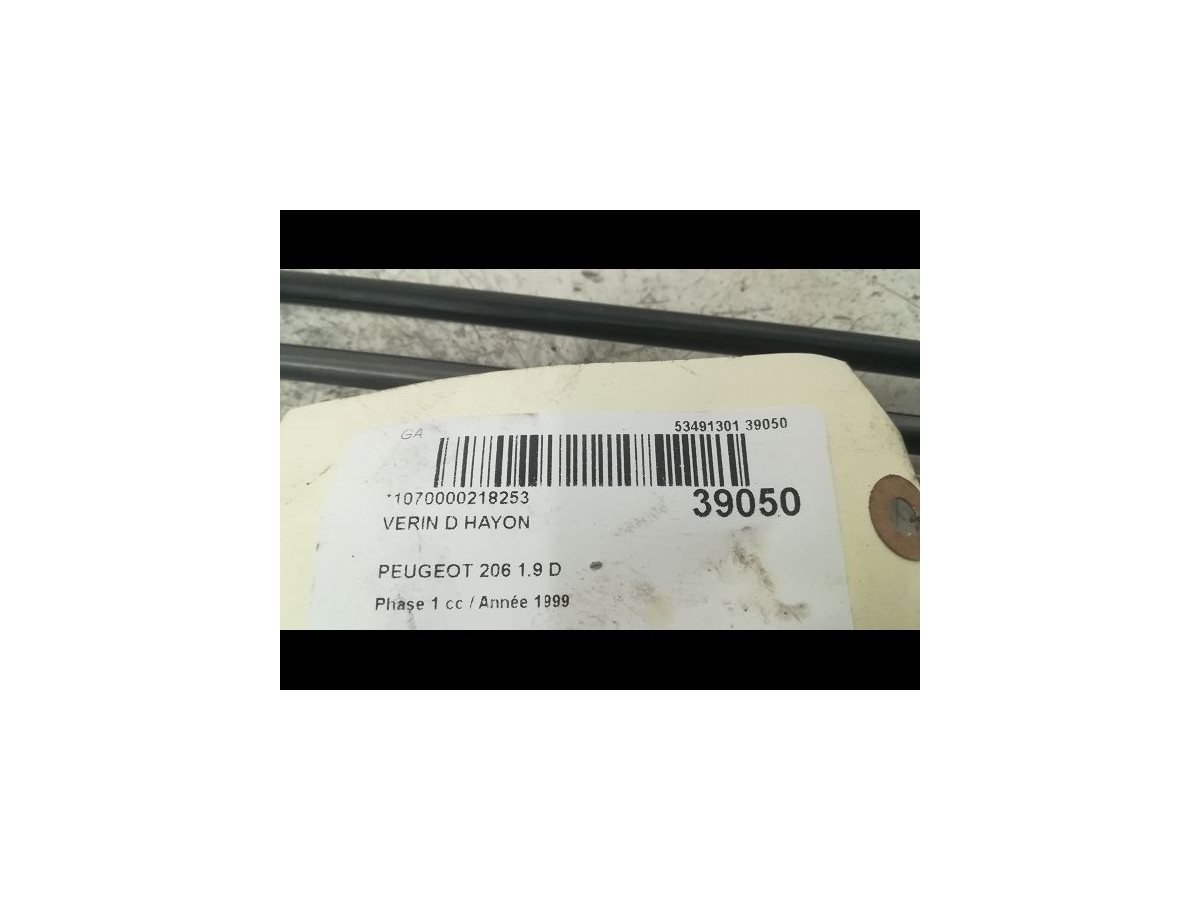 GA
53491301 39050
*1070000218253
39050
VERIN D HAYON
PEUGEOT 206 1.9 D
Phase 1 cc / Année 1999